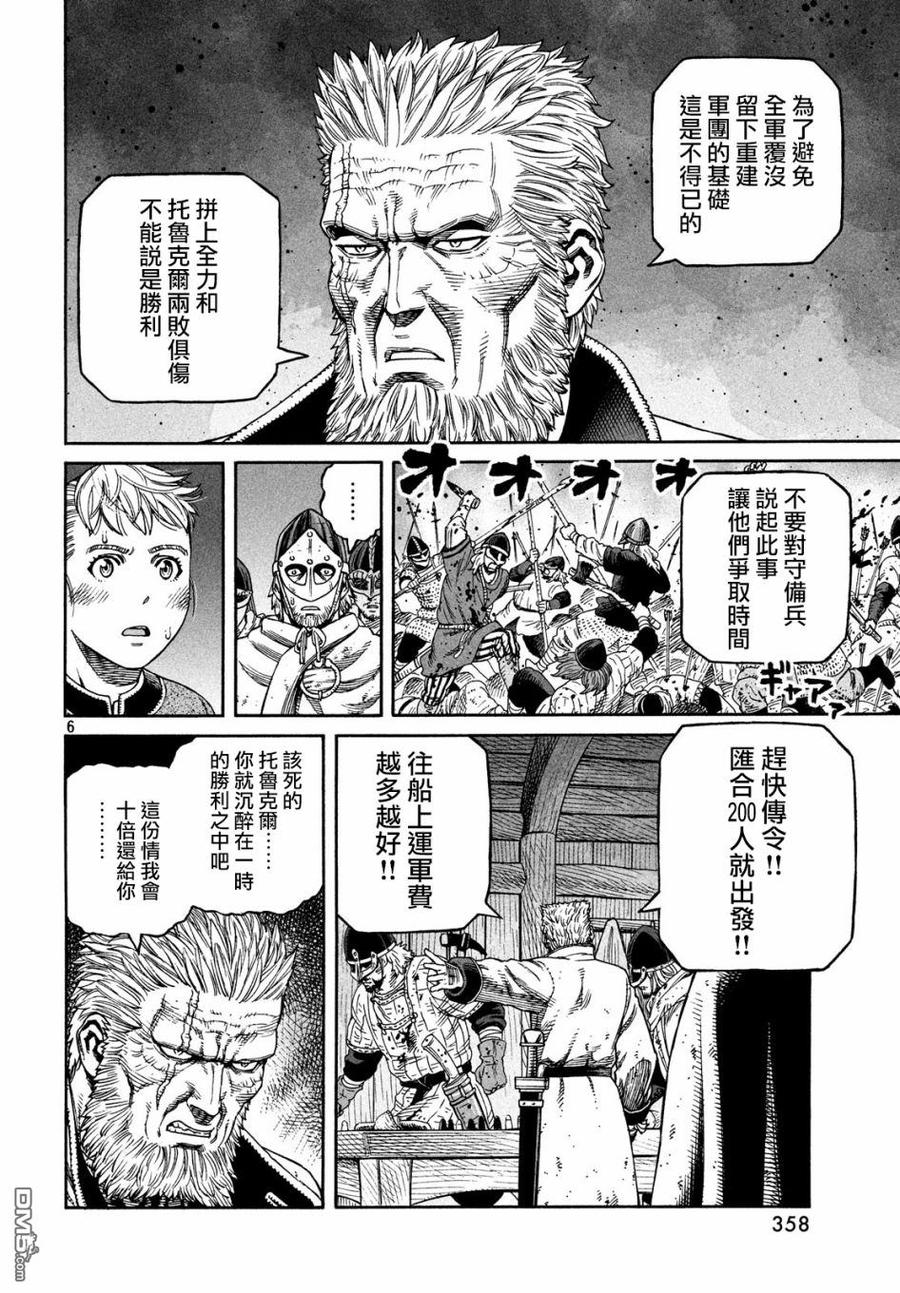 為了避免
全軍覆沒
留下重建
軍團的基礎
這是不得已的
拼上全力和
托魯克爾兩敗俱傷
不能說是勝利
不要對守備兵
說起此事
讓他們爭取時間
オオオオ
ギャアァ
……
趕快傳令!!
匯合200人就出發!!
往船上運軍費
越多越好!!
該死的
托魯克爾……
你就沉醉在一時
的勝利之中吧
這份情我會
十倍還給你
………
6
358
DM5.com